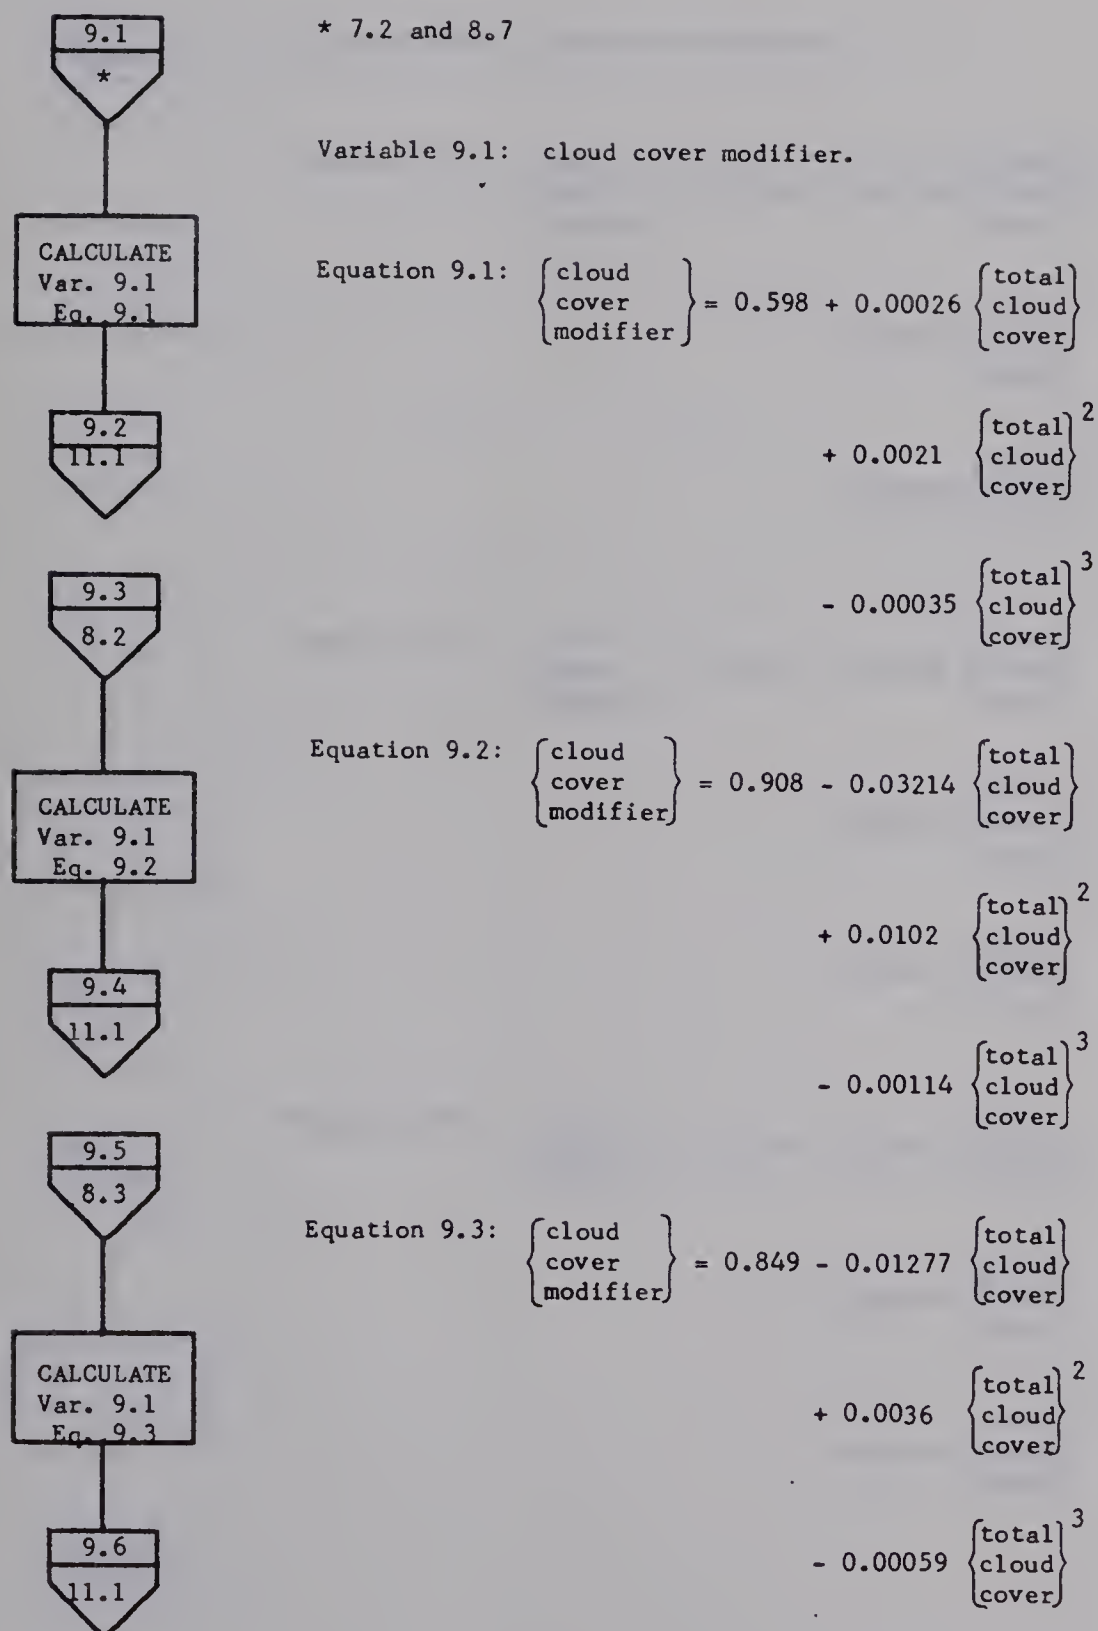 9.1
*
* 7.2 and 8.7
Variable 9.1: cloud cover modifier.
CALCULATE
Var. 9.1
Eq. 9.1
Equation 9.1: {cloud cover modifier} = 0.598 + 0.00026 {total cloud cover}
+ 0.0021 {total cloud cover}2
- 0.00035 {total cloud cover}3
9.2
11.1
9.3
8.2
CALCULATE
Var. 9.1
Eq. 9.2
Equation 9.2: {cloud cover modifier} = 0.908 - 0.03214 {total cloud cover}
+ 0.0102 {total cloud cover}2
- 0.00114 {total cloud cover}3
9.4
11.1
9.5
8.3
CALCULATE
Var. 9.1
Eq. 9.3
Equation 9.3: {cloud cover modifier} = 0.849 - 0.01277 {total cloud cover}
+ 0.0036 {total cloud cover}2
- 0.00059 {total cloud cover}3
9.6
11.1